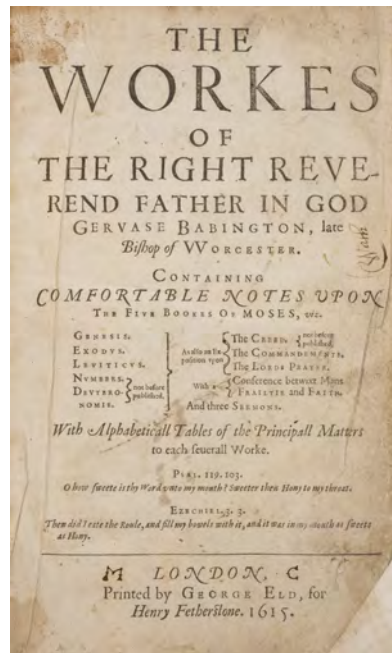 THE
WORKES
OF
THE RIGHT REVE-
REND FATHER IN GOD
GERVASE BABINGTON, late
Bishop of WORCESTER.
CONTAINING
COMFORTABLE NOTES VPON
THE FIVE BOOKES OF MOSES, viz.
GENESIS.
EXODVS.
LEVITICVS.
NVMBERS.
DEVTERO-
NOMIE.
not before
published.
As also an Ex-
position upon
The CREED.
not before
published.
The COMMANDEMENTS.
The LORDS PRAYER.
With a
Conference betwixt Mans
FRAILTIE and FAITH.
And three SERMONS.
With Alphabeticall Tables of the Principall Matters
to each seuerall Worke.
PSAL. 119. 103.
O how sweete is thy Word vnto my mouth? Sweeter then Hony to my throat.
EZECHIEL. 3. 3.
Then did I eate the Roule, and fill my bowels with it, and it was in my mouth as sweete
as Hony.
M LONDON, C
Printed by GEORGE ELD, for
Henry Fetherstone. 1615.